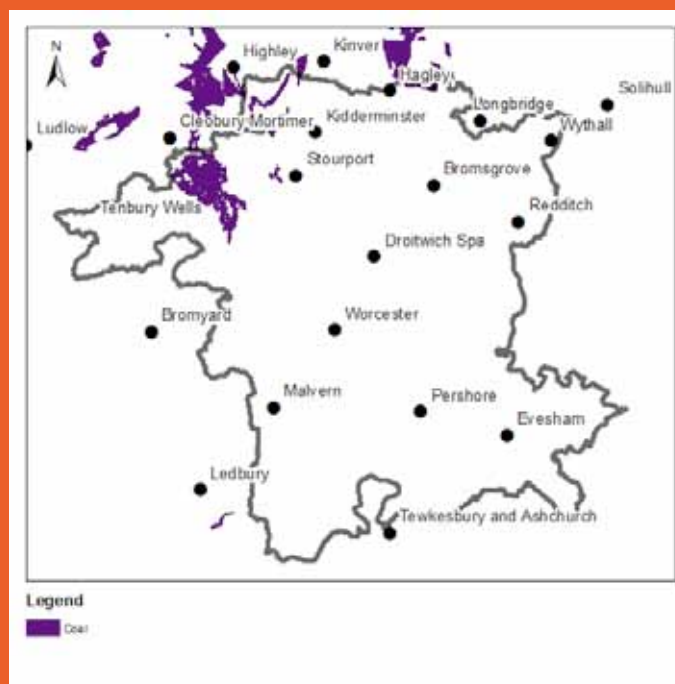 N
Highley
Kinver
Hagley
Solihull
Longbridge
Ludlow
Cleobury Mortimer
Kidderminster
Wythall
Stourport
Bromsgrove
Tenbury Wells
Redditch
Droitwich Spa
Bromyard
Worcester
Malvern
Pershore
Evesham
Ledbury
Tewkesbury and Ashchurch
Legend
Coal